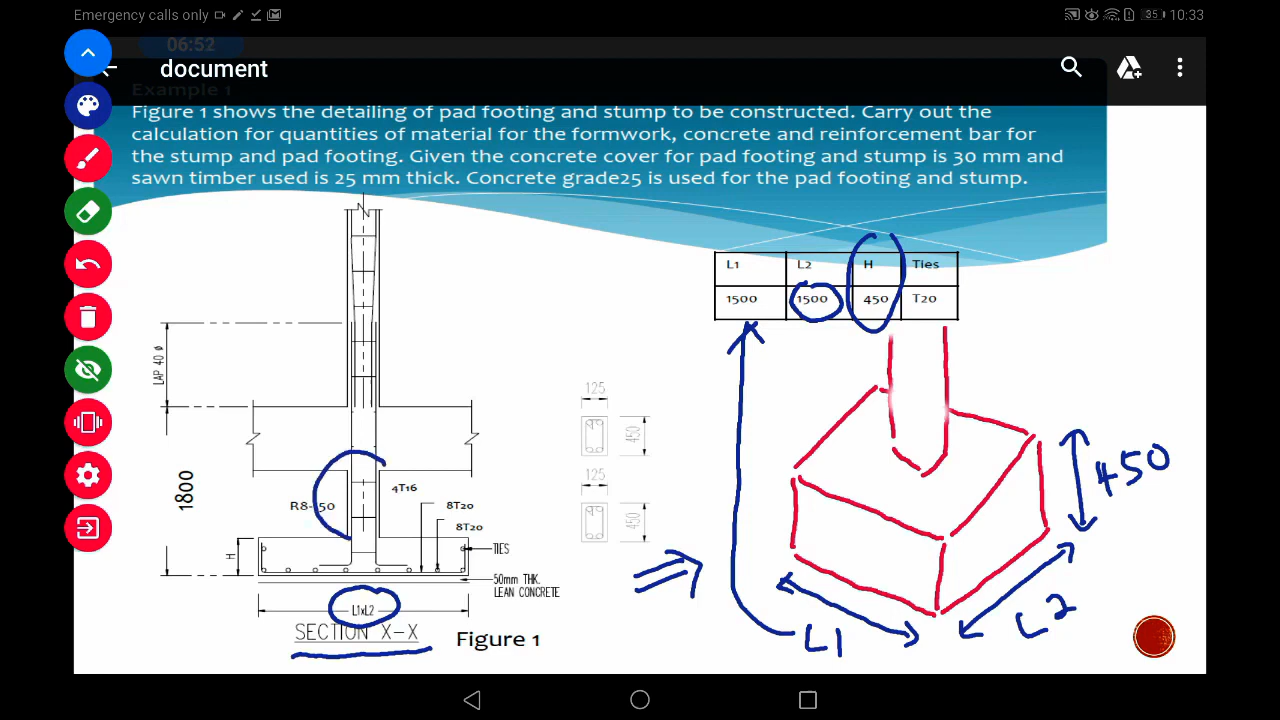 Emergency calls only
35
10:33
06:52
document
Example 1
Figure 1 shows the detailing of pad footing and stump to be constructed. Carry out the
calculation for quantities of material for the formwork, concrete and reinforcement bar for
the stump and pad footing. Given the concrete cover for pad footing and stump is 30 mm and
sawn timber used is 25 mm thick. Concrete grade25 is used for the pad footing and stump.
L1 L2 H Ties
1500 1500 450 T20
LAP 40 ø
125
450
125
450
1800
4T16
R8-
50
8T20
8T20
H
TIES
50mm THK.
LEAN CONCRETE
L1xL2
SECTION X-X
Figure 1
450
L1
L2